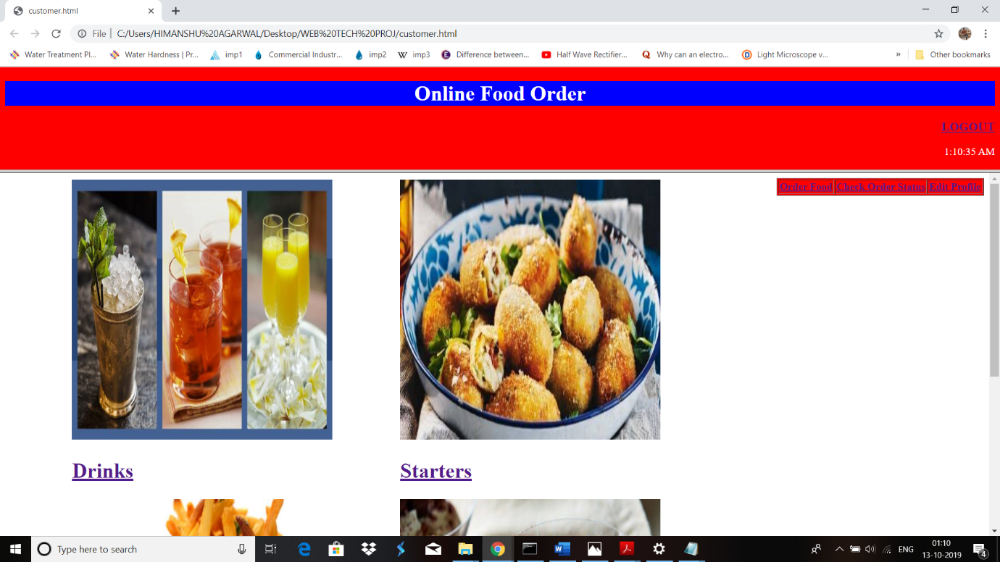 customer.html
File | C:/Users/HIMANSHU%20AGARWAL/Desktop/WEB%20TECH%20PROJ/customer.html
Water Treatment Pl... Water Hardness | Pr... imp1 Commercial Industr... imp2 W imp3 E Difference between... Half Wave Rectifier... Q Why can an electro... D Light Microscope v... » Other bookmarks
Online Food Order
LOGOUT
1:10:35 AM
Order Food Check Order Status Edit Profile
Drinks
Starters
Type here to search
ENG
01:10
13-10-2019
4